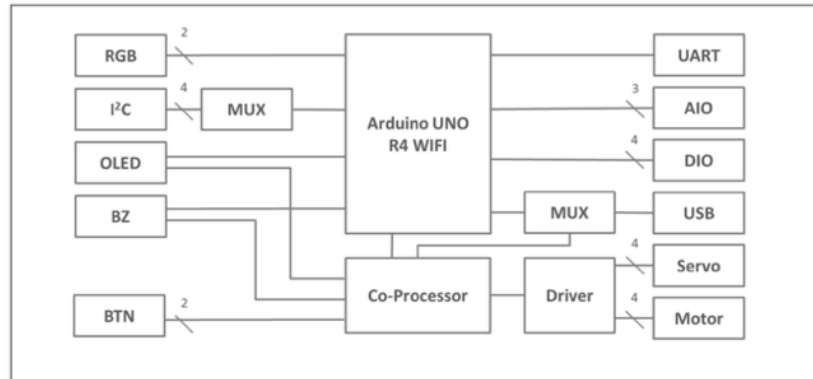 RGB
2
UART
I²C
4
MUX
Arduino UNO
R4 WIFI
3
AIO
OLED
4
DIO
BZ
MUX
USB
Co-Processor
Driver
4
Servo
BTN
2
4
Motor